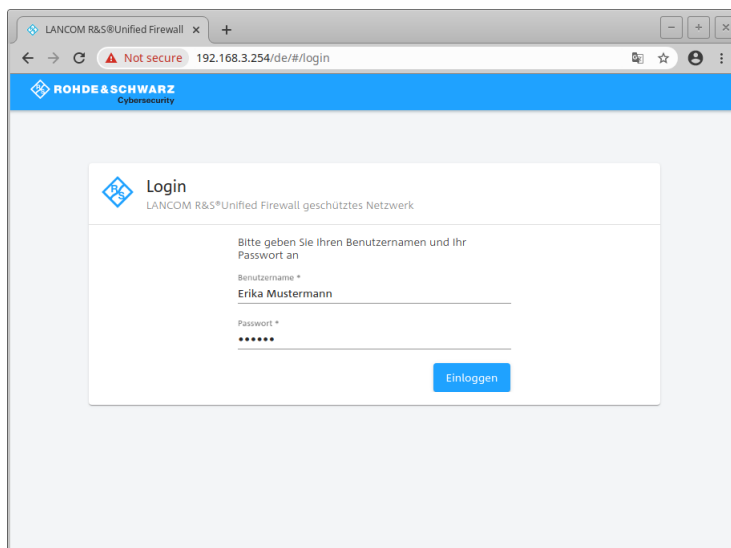 LANCOM R&S®Unified Firewall
Not secure 192.168.3.254/de/#/login
ROHDE&SCHWARZ
Cybersecurity
R S
Login
LANCOM R&S®Unified Firewall geschütztes Netzwerk
Bitte geben Sie Ihren Benutzernamen und Ihr
Passwort an
Benutzername *
Erika Mustermann
Passwort *
••••••
Einloggen